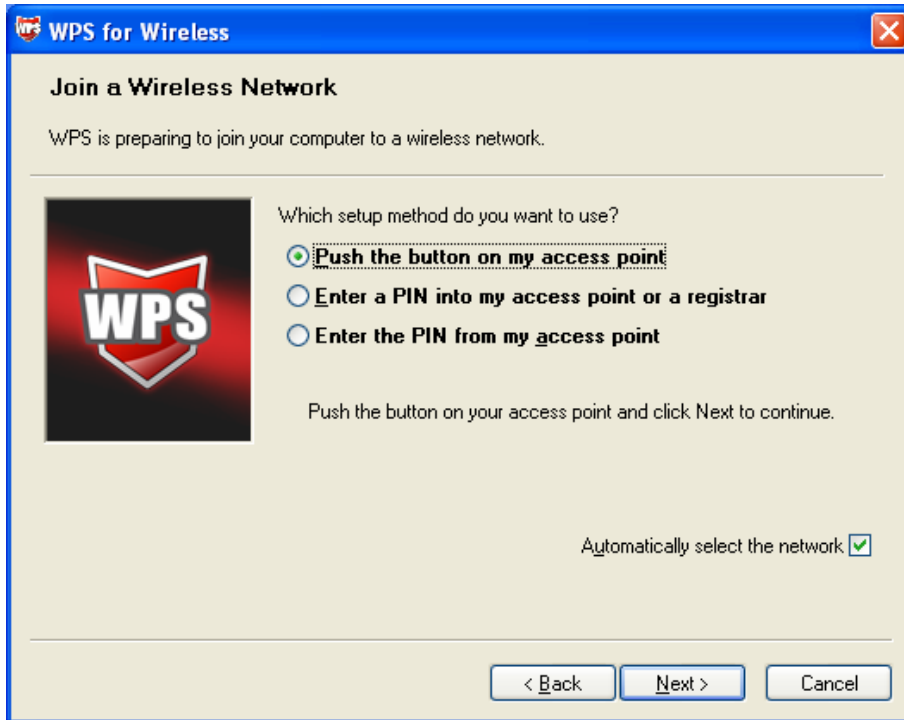 WPS for Wireless
Join a Wireless Network
WPS is preparing to join your computer to a wireless network.
WPS
Which setup method do you want to use?
Push the button on my access point
Enter a PIN into my access point or a registrar
Enter the PIN from my access point
Push the button on your access point and click Next to continue.
Automatically select the network
< Back
Next >
Cancel